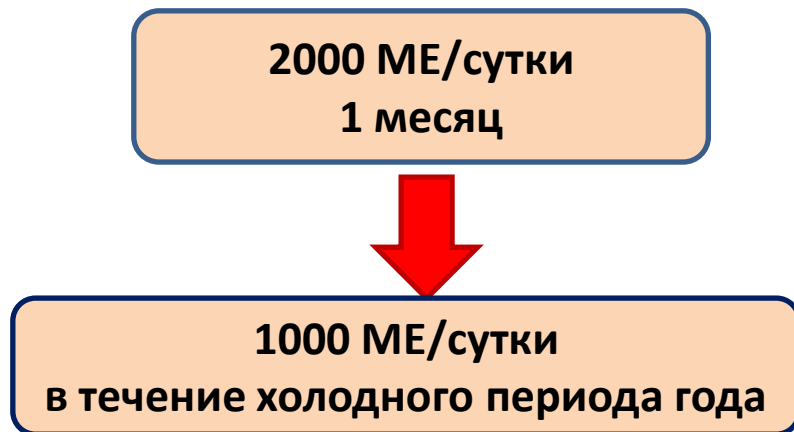 2000 МЕ/сутки
1 месяц
1000 МЕ/сутки
в течение холодного периода года